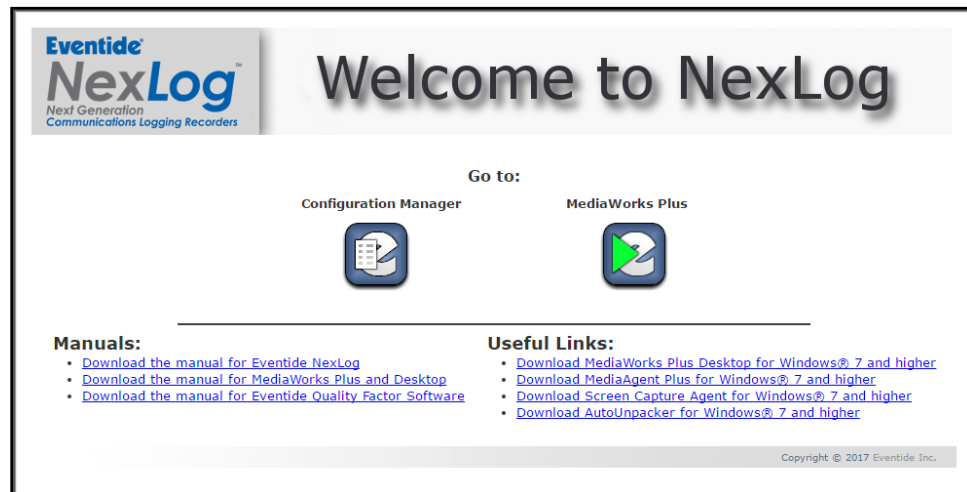 Eventide®
NexLog™
Next Generation
Communications Logging Recorders
Welcome to NexLog
Go to:
Configuration Manager
MediaWorks Plus
Manuals:
Download the manual for Eventide NexLog
Download the manual for MediaWorks Plus and Desktop
Download the manual for Eventide Quality Factor Software
Useful Links:
Download MediaWorks Plus Desktop for Windows® 7 and higher
Download MediaAgent Plus for Windows® 7 and higher
Download Screen Capture Agent for Windows® 7 and higher
Download AutoUnpacker for Windows® 7 and higher
Copyright © 2017 Eventide Inc.